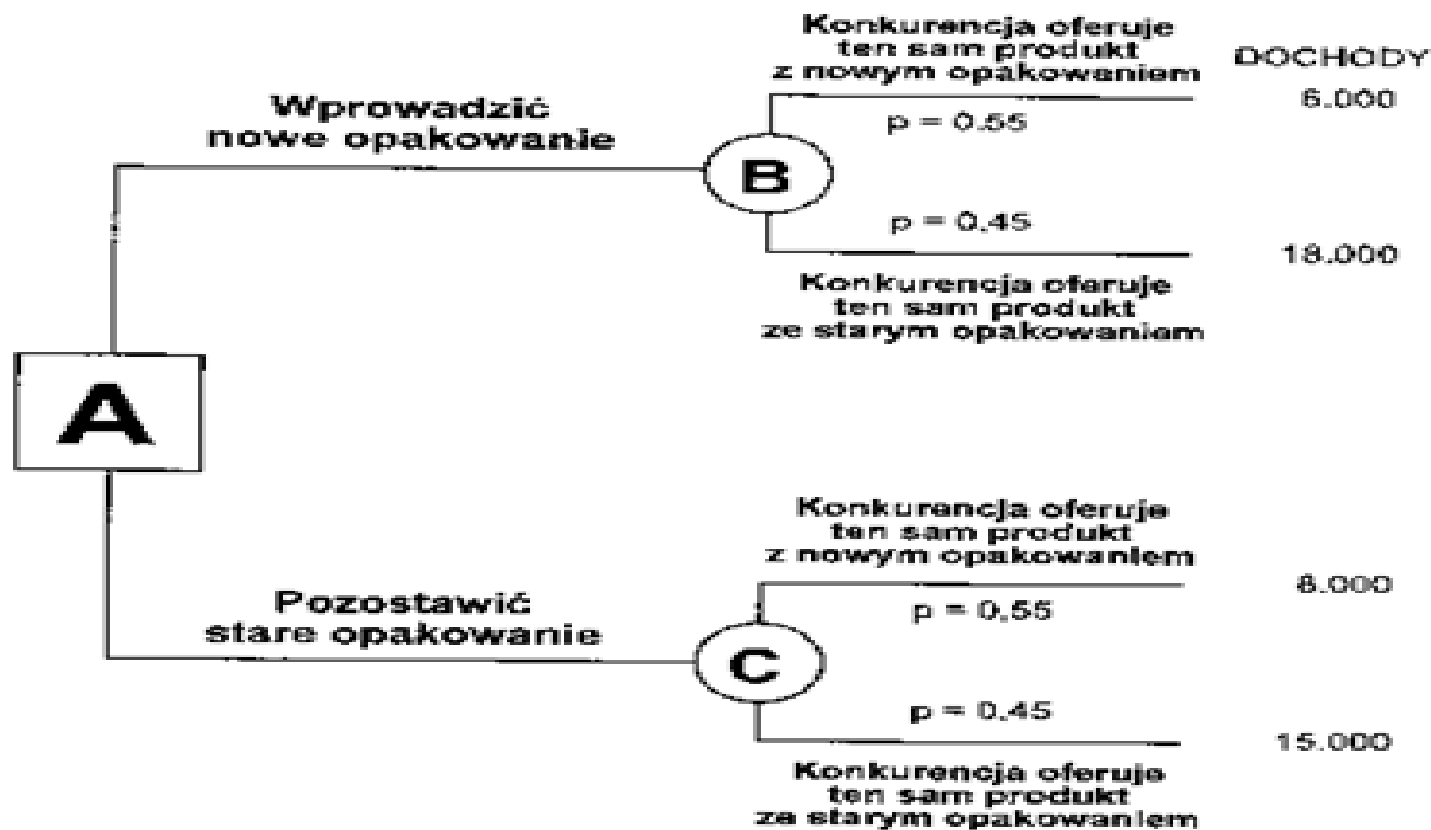 Konkurencja oferuje
ten sam produkt
z nowym opakowaniem
DOCHODY
6.000
Wprowadzić
nowe opakowanie
p = 0.55
B
p = 0.45
18.000
Konkurencja oferuje
ten sam produkt
ze starym opakowaniem
A
Konkurencja oferuje
ten sam produkt
z nowym opakowaniem
8.000
Pozostawić
stare opakowanie
p = 0,55
C
p = 0.45
15.000
Konkurencja oferuje
ten sam produkt
ze starym opakowaniem